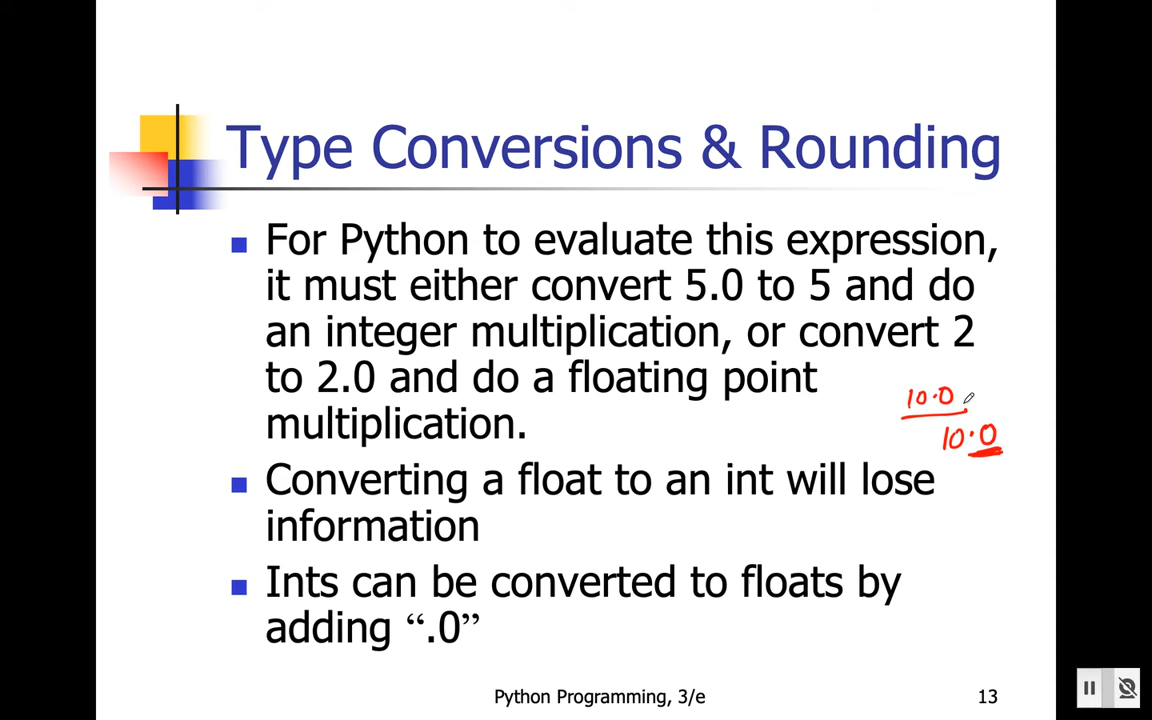 Type Conversions & Rounding
For Python to evaluate this expression,
it must either convert 5.0 to 5 and do
an integer multiplication, or convert 2
to 2.0 and do a floating point
multiplication.
10.0
10.0
Converting a float to an int will lose
information
Ints can be converted to floats by
adding “.0”
Python Programming, 3/e
13